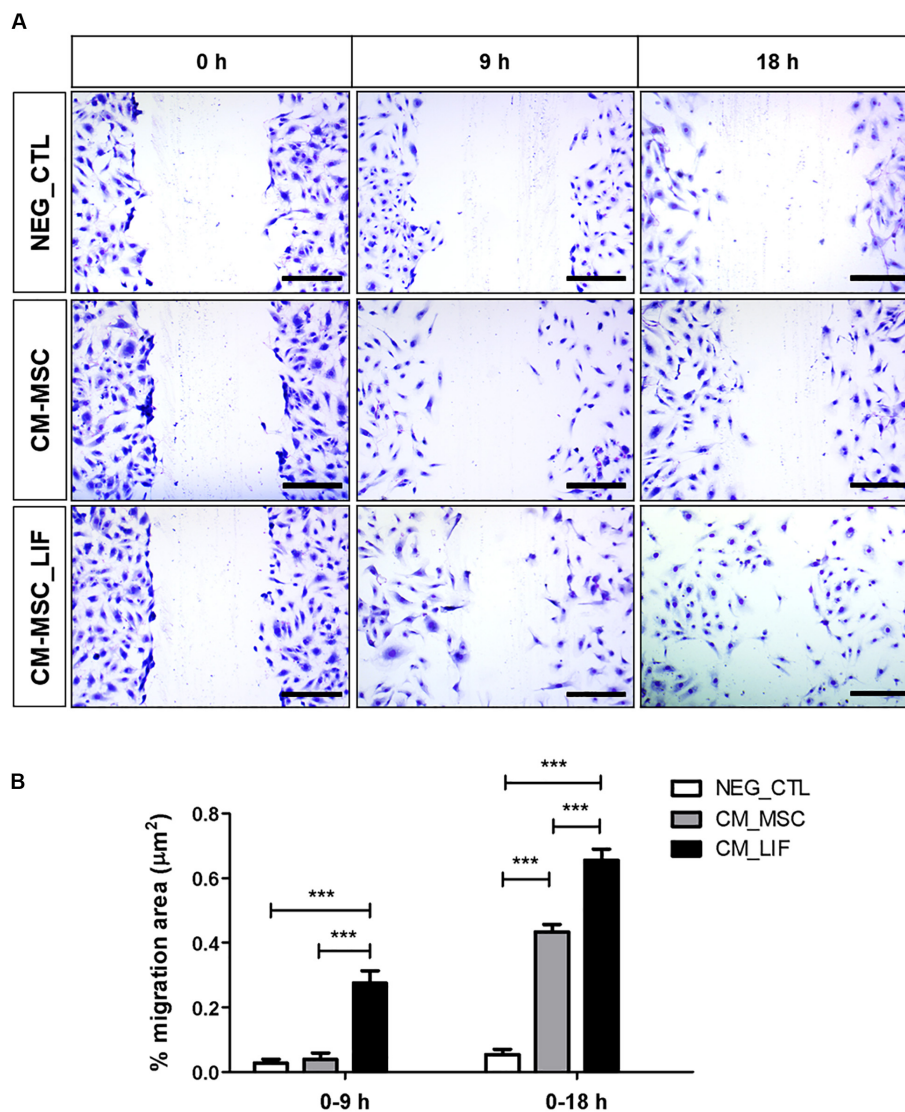 A
0 h 9 h 18 h
NEG_CTL
CM-MSC
CM-MSC_LIF
B
% migration area (μm²)
0.8
0.6
0.4
0.2
0.0
***
***
***
***
***
0-9 h 0-18 h
NEG_CTL
CM_MSC
CM_LIF